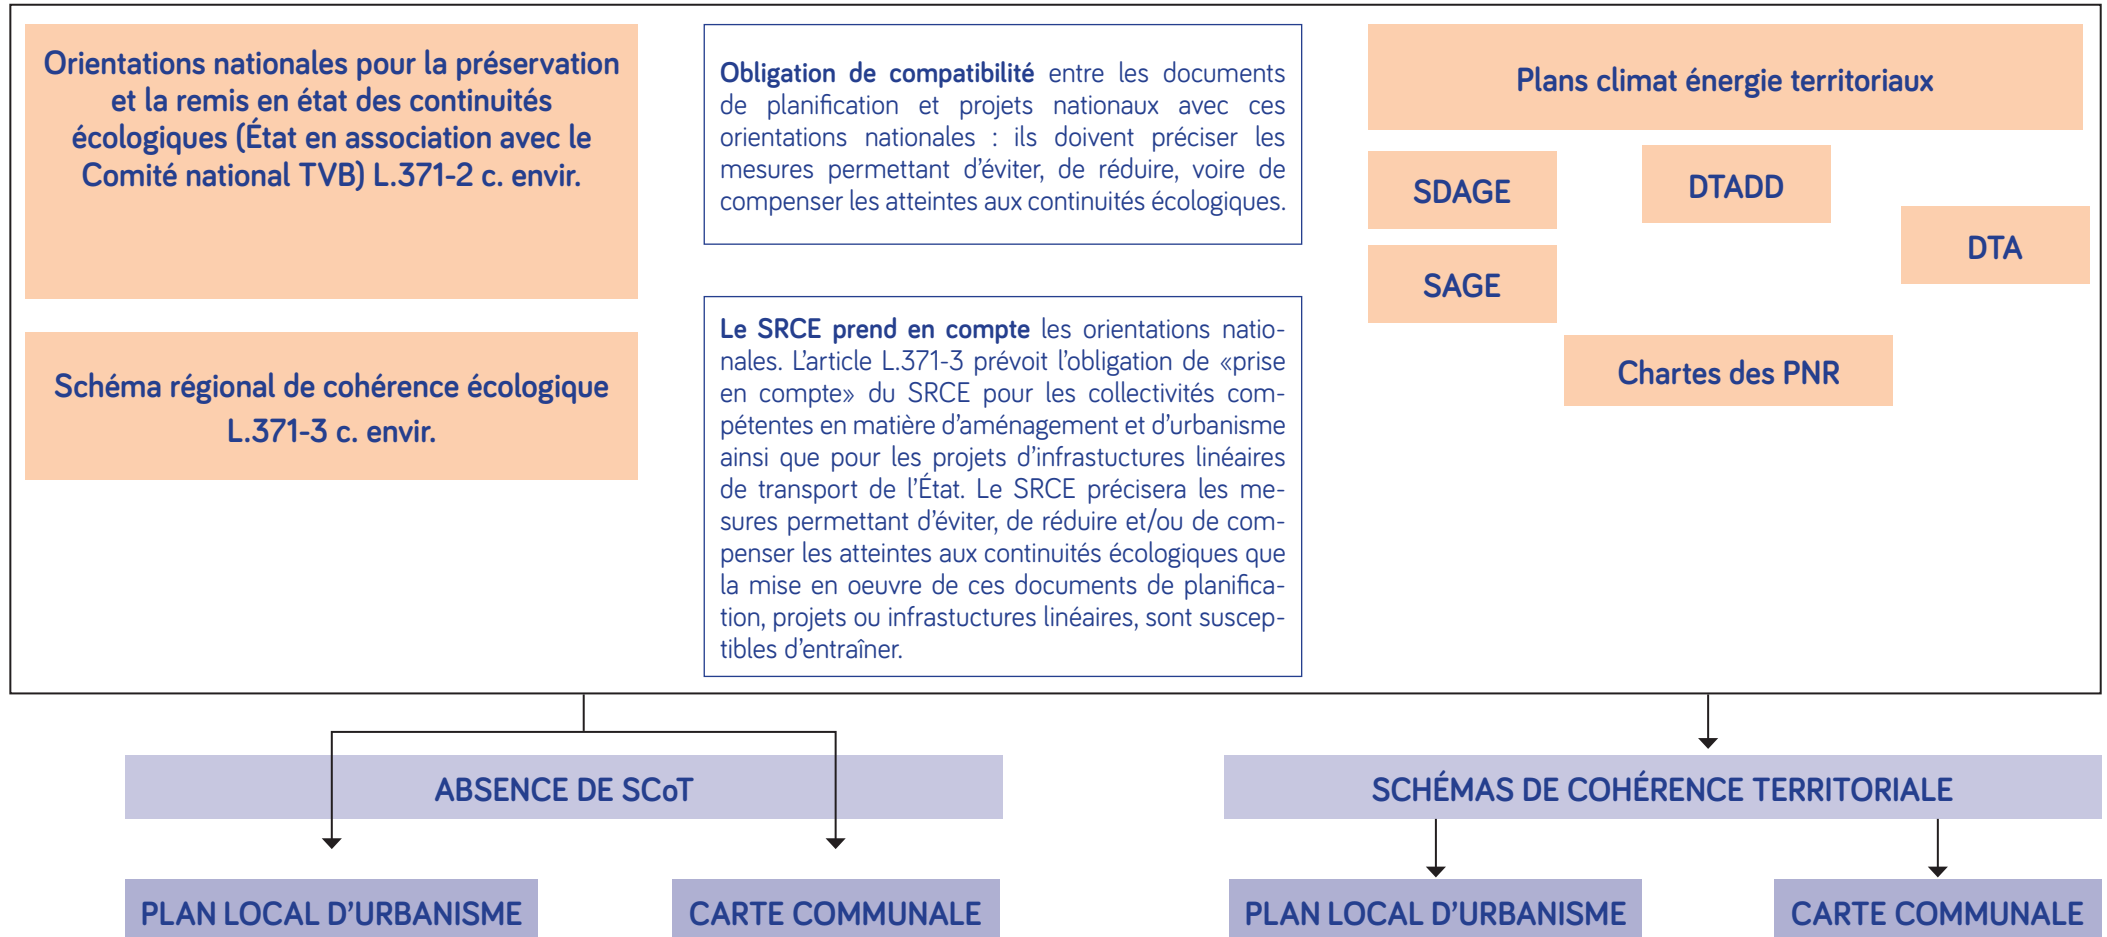 Orientations nationales pour la préservation
et la remis en état des continuités
écologiques (État en association avec le
Comité national TVB) L.371-2 c. envir.
Schéma régional de cohérence écologique
L.371-3 c. envir.
Obligation de compatibilité entre les documents
de planification et projets nationaux avec ces
orientations nationales : ils doivent préciser les
mesures permettant d’éviter, de réduire, voire de
compenser les atteintes aux continuités écologiques.
Le SRCE prend en compte les orientations natio-
nales. L’article L.371-3 prévoit l’obligation de «prise
en compte» du SRCE pour les collectivités com-
pétentes en matière d’aménagement et d’urbanisme
ainsi que pour les projets d’infrastuctures linéaires
de transport de l’État. Le SRCE précisera les me-
sures permettant d’éviter, de réduire et/ou de com-
penser les atteintes aux continuités écologiques que
la mise en oeuvre de ces documents de planifica-
tion, projets ou infrastuctures linéaires, sont suscep-
tibles d’entraîner.
Plans climat énergie territoriaux
SDAGE
DTADD
DTA
SAGE
Chartes des PNR
ABSENCE DE SCoT
SCHÉMAS DE COHÉRENCE TERRITORIALE
PLAN LOCAL D’URBANISME
CARTE COMMUNALE
PLAN LOCAL D’URBANISME
CARTE COMMUNALE